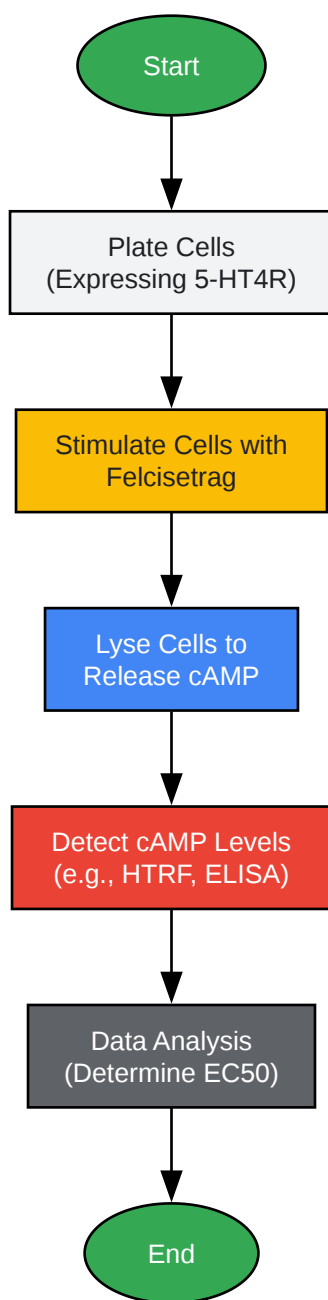 Start
Plate Cells
(Expressing 5-HT4R)
Stimulate Cells with
Felcisetrag
Lyse Cells to
Release cAMP
Detect cAMP Levels
(e.g., HTRF, ELISA)
Data Analysis
(Determine EC50)
End